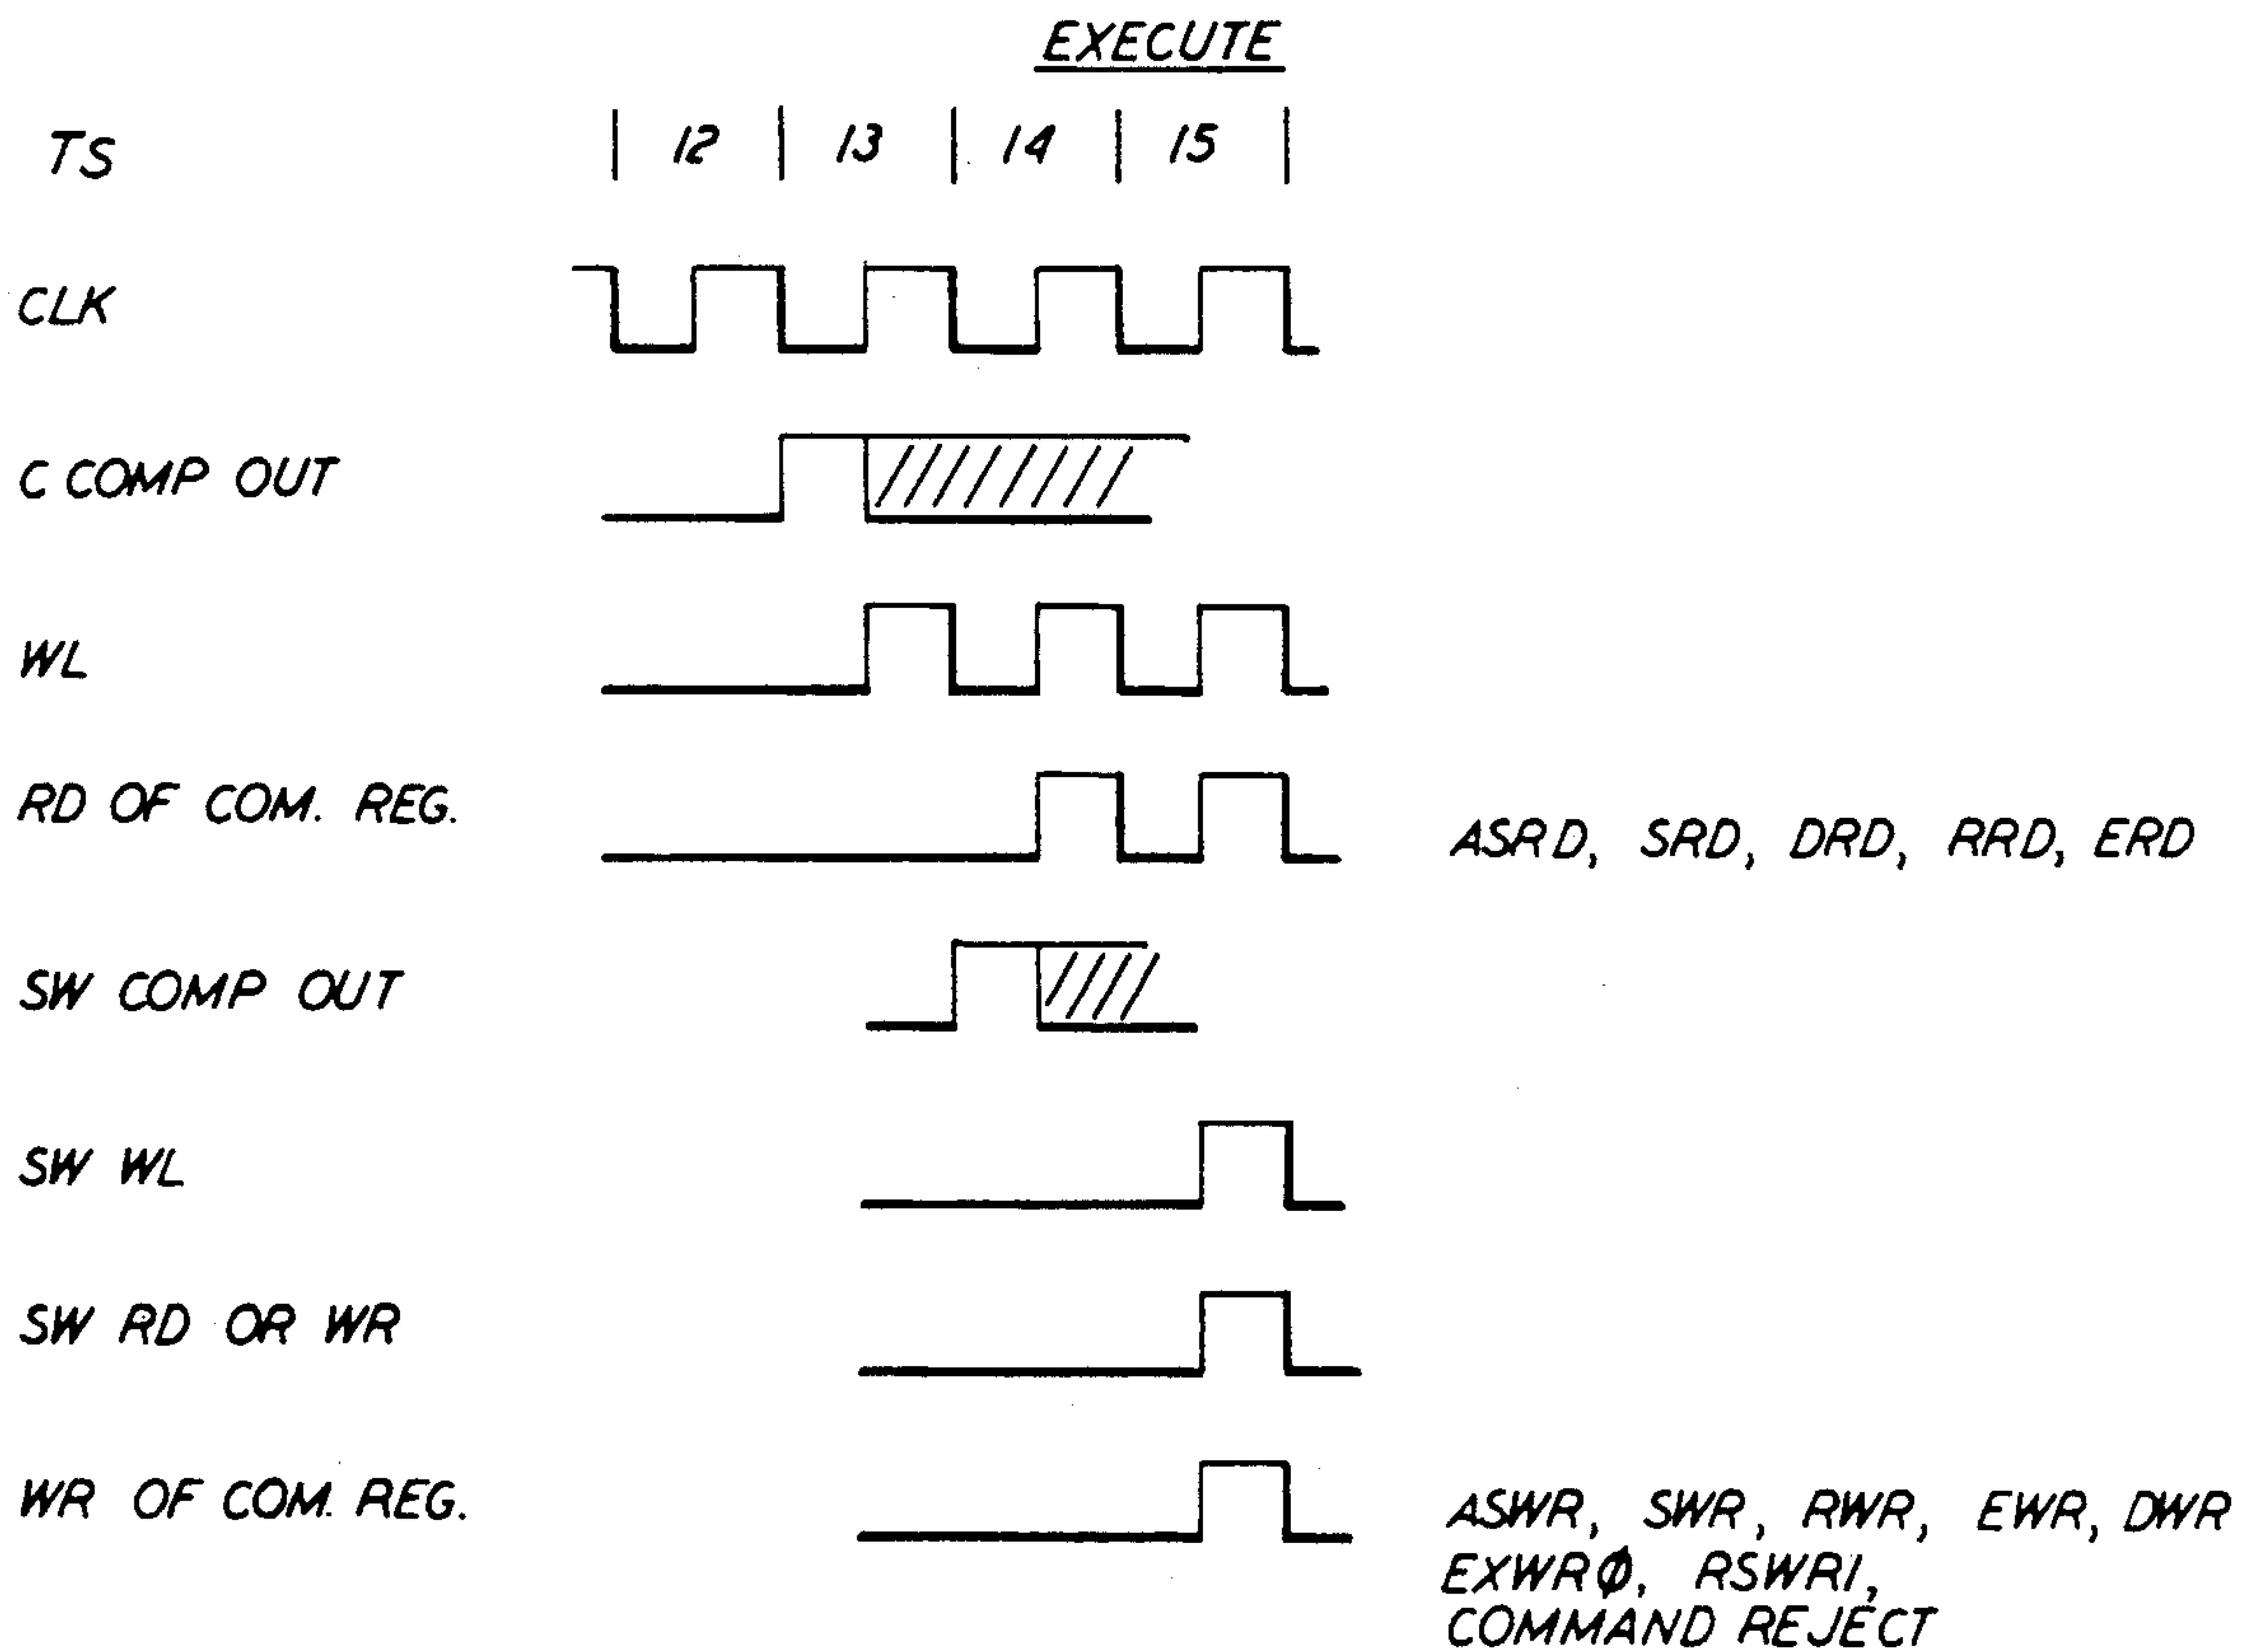 EXECUTE
TS | 12 | 13 | 14 | 15 |
CLK
C COMP OUT
WL
RD OF COM. REG.
ASRD, SRD, DRD, RRD, ERD
SW COMP OUT
SW WL
SW RD OR WR
WR OF COM. REG.
ASWR, SWR, RWR, EWR, DWR
EXWRØ, RSWR1,
COMMAND REJECT